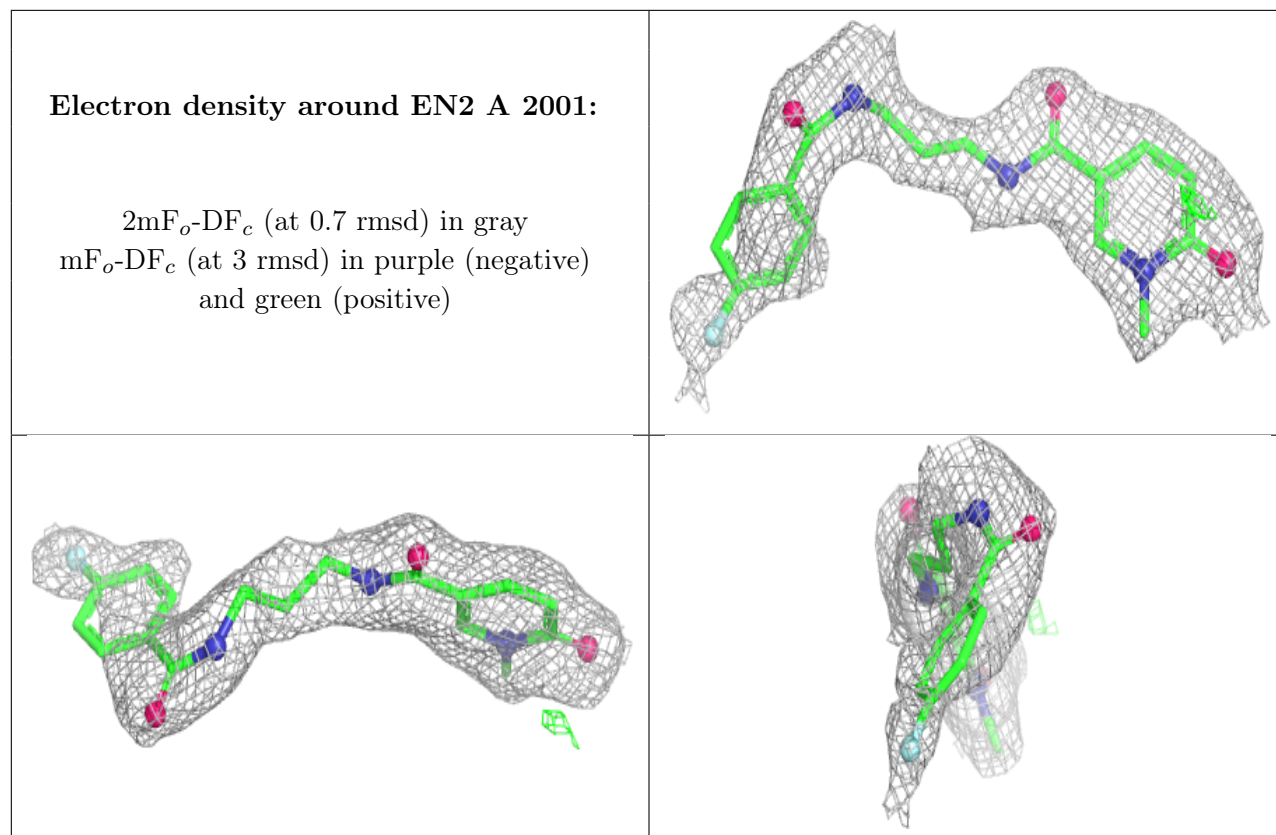 Electron density around EN2 A 2001:
2mFo-DFc (at 0.7 rmsd) in gray
mFo-DFc (at 3 rmsd) in purple (negative)
and green (positive)